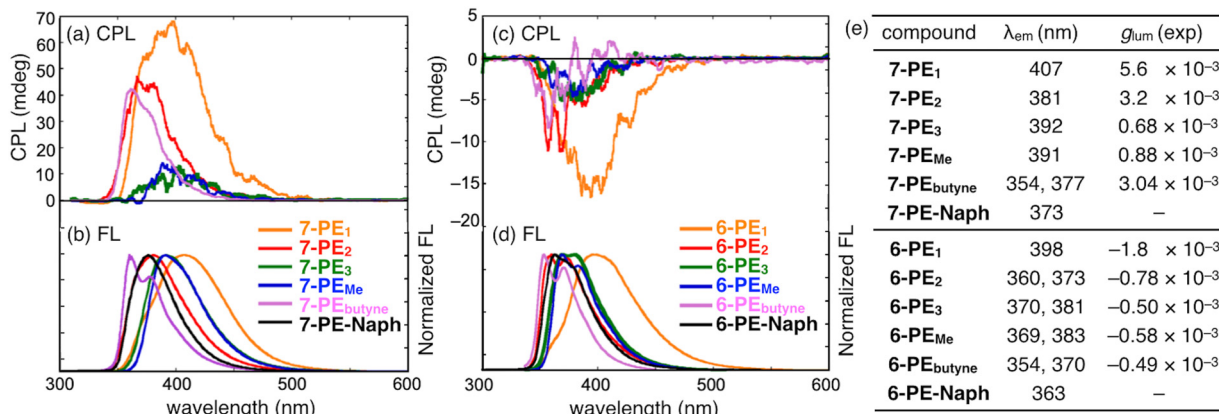 (a) CPL
CPL (mdeg)
70
60
50
40
30
20
10
0
(b) FL
7-PE₁
7-PE₂
7-PE₃
7-PEMe
7-PEbutyne
7-PE-Naph
Normalized FL
300 400 500 600
wavelength (nm)
(c) CPL
CPL (mdeg)
5
0
−5
−10
−15
−20
(d) FL
6-PE₁
6-PE₂
6-PE₃
6-PEMe
6-PEbutyne
6-PE-Naph
Normalized FL
300 400 500 600
wavelength (nm)
(e)
compound λem (nm) glum (exp)
7-PE₁ 407 5.6 × 10⁻³
7-PE₂ 381 3.2 × 10⁻³
7-PE₃ 392 0.68 × 10⁻³
7-PEMe 391 0.88 × 10⁻³
7-PEbutyne 354, 377 3.04 × 10⁻³
7-PE-Naph 373 –
6-PE₁ 398 −1.8 × 10⁻³
6-PE₂ 360, 373 −0.78 × 10⁻³
6-PE₃ 370, 381 −0.50 × 10⁻³
6-PEMe 369, 383 −0.58 × 10⁻³
6-PEbutyne 354, 370 −0.49 × 10⁻³
6-PE-Naph 363 –